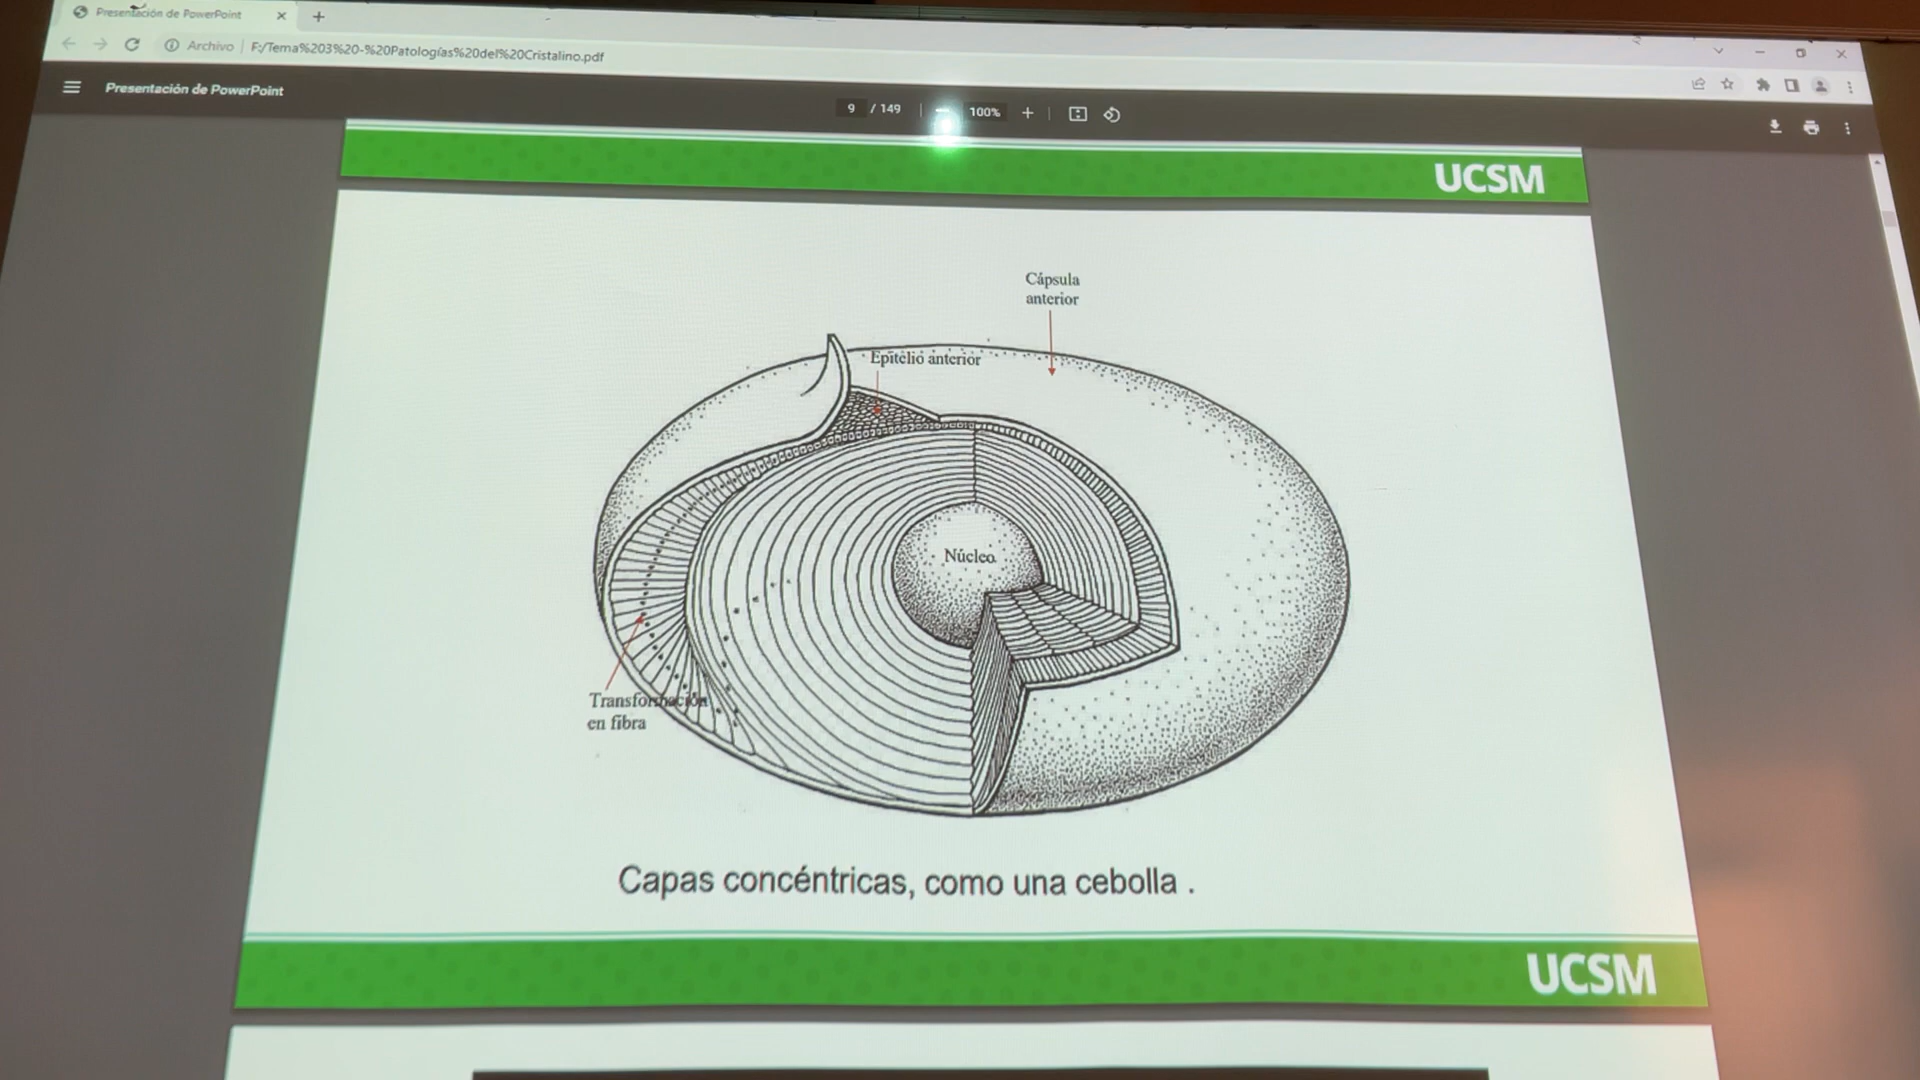 Presentación de PowerPoint
Archivo | F:/Tema%203%20-%20Patologías%20del%20Cristalino.pdf
Presentación de PowerPoint
9 / 149
100%
UCSM
Cápsula
anterior
Epitelio anterior
Núcleo
Transformación
en fibra
Capas concéntricas, como una cebolla .
UCSM